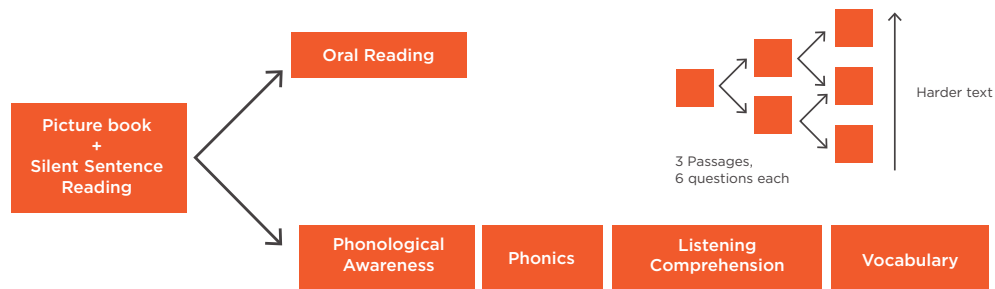 Picture book
+
Silent Sentence
Reading
Oral Reading
3 Passages,
6 questions each
Harder text
Phonological
Awareness
Phonics
Listening
Comprehension
Vocabulary